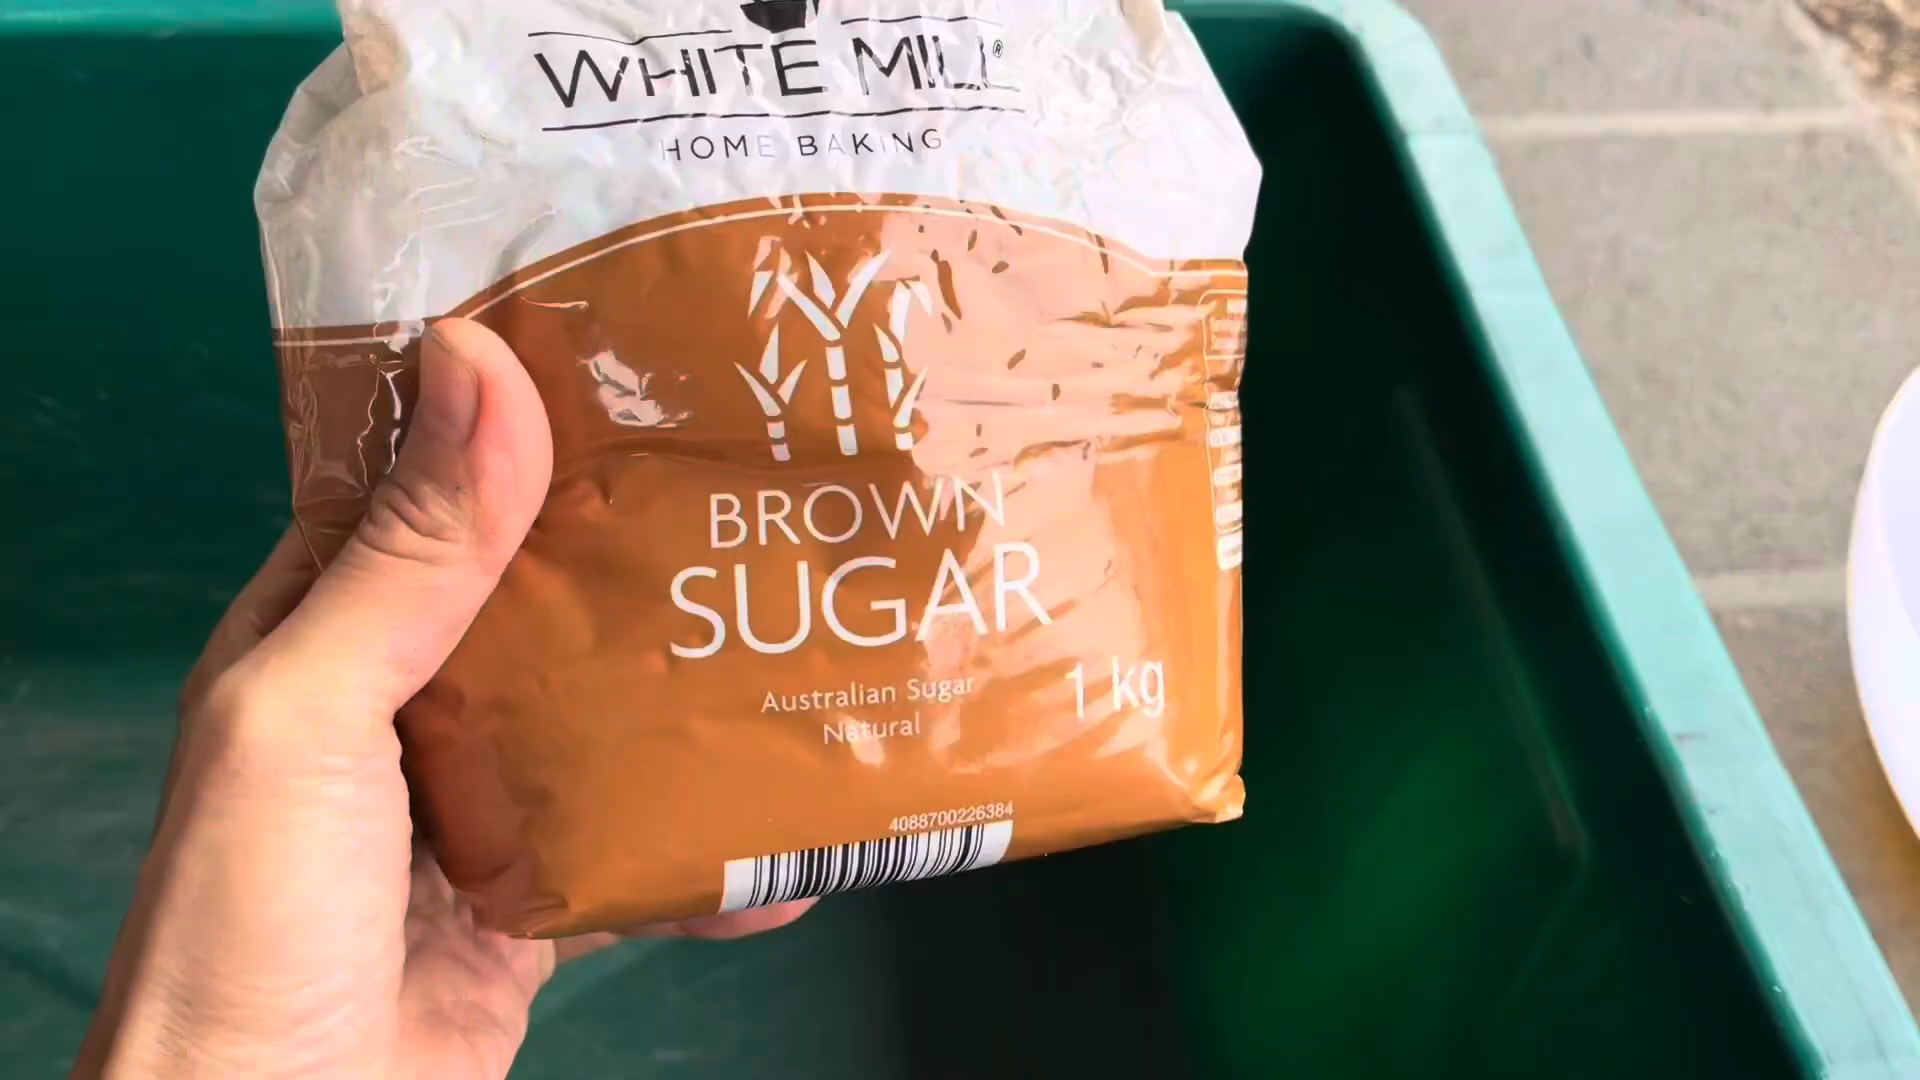 WHITE MILL®
HOME BAKING
BROWN
SUGAR
Australian Sugar
Natural
1 kg
4088700226384